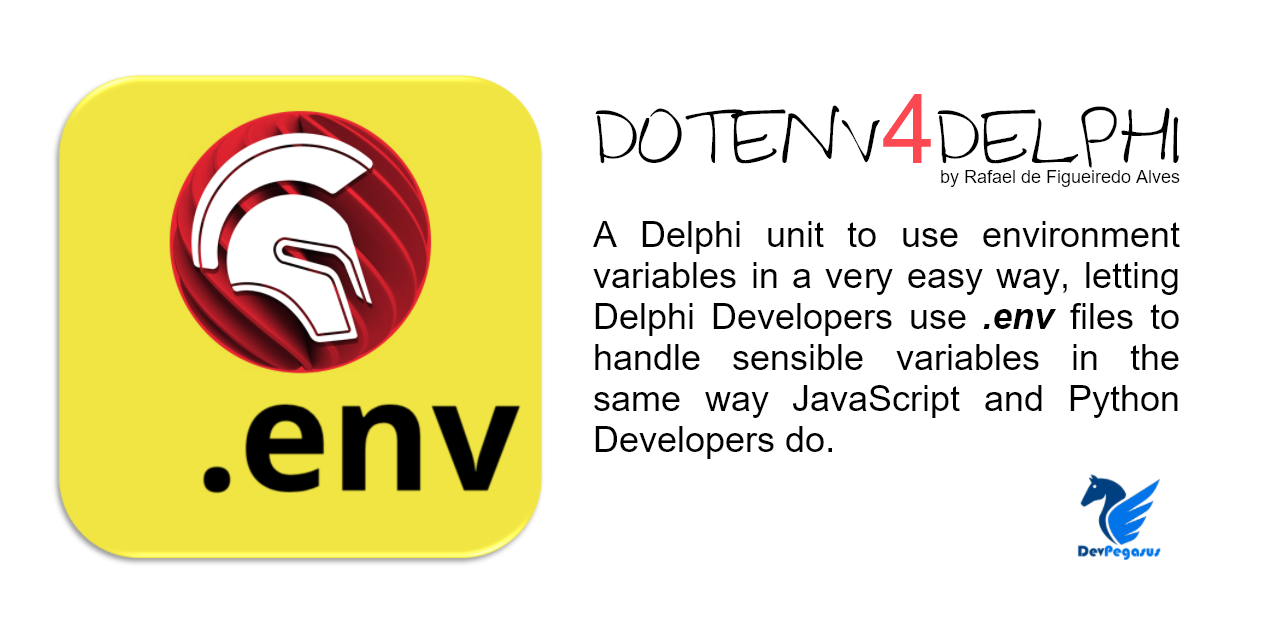 .env
DOTENV4DELPHI
by Rafael de Figueiredo Alves
A Delphi unit to use environment
variables in a very easy way, letting
Delphi Developers use .env files to
handle sensible variables in the
same way JavaScript and Python
Developers do.
DevPegasus